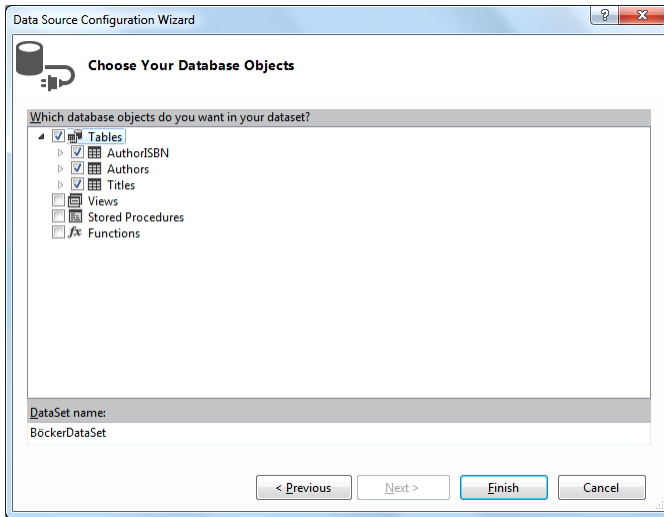 Data Source Configuration Wizard
?
Choose Your Database Objects
Which database objects do you want in your dataset?
Tables
AuthorISBN
Authors
Titles
Views
Stored Procedures
fx Functions
DataSet name:
BöckerDataSet
< Previous Next > Finish Cancel